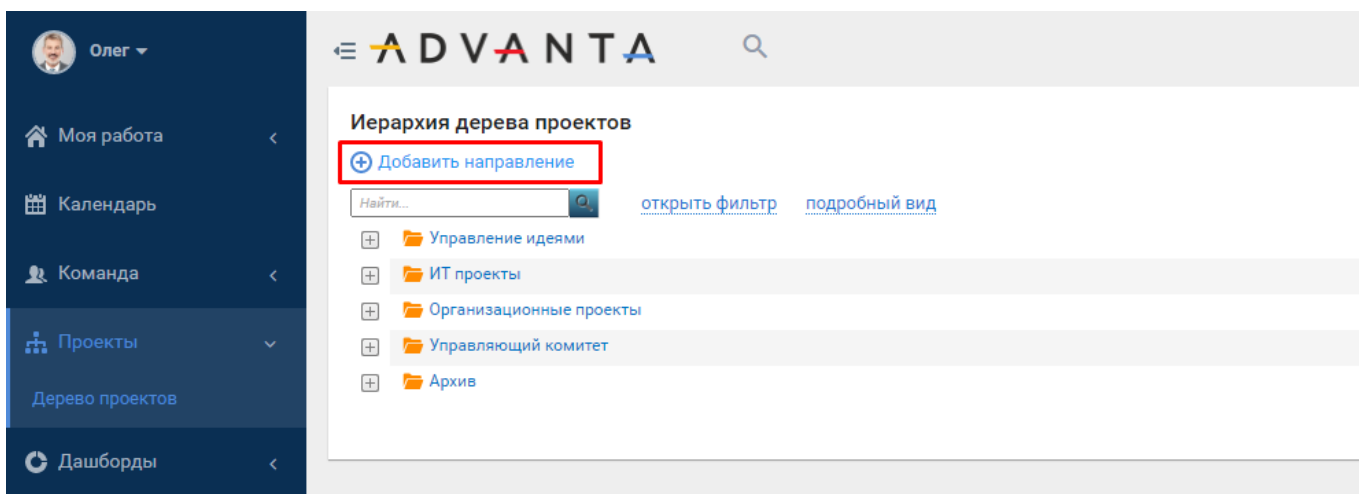 Олег
ADVANTA
Моя работа
Календарь
Команда
Проекты
Дерево проектов
Дашборды
Иерархия дерева проектов
Добавить направление
Найти...
открыть фильтр подробный вид
Управление идеями
ИТ проекты
Организационные проекты
Управляющий комитет
Архив